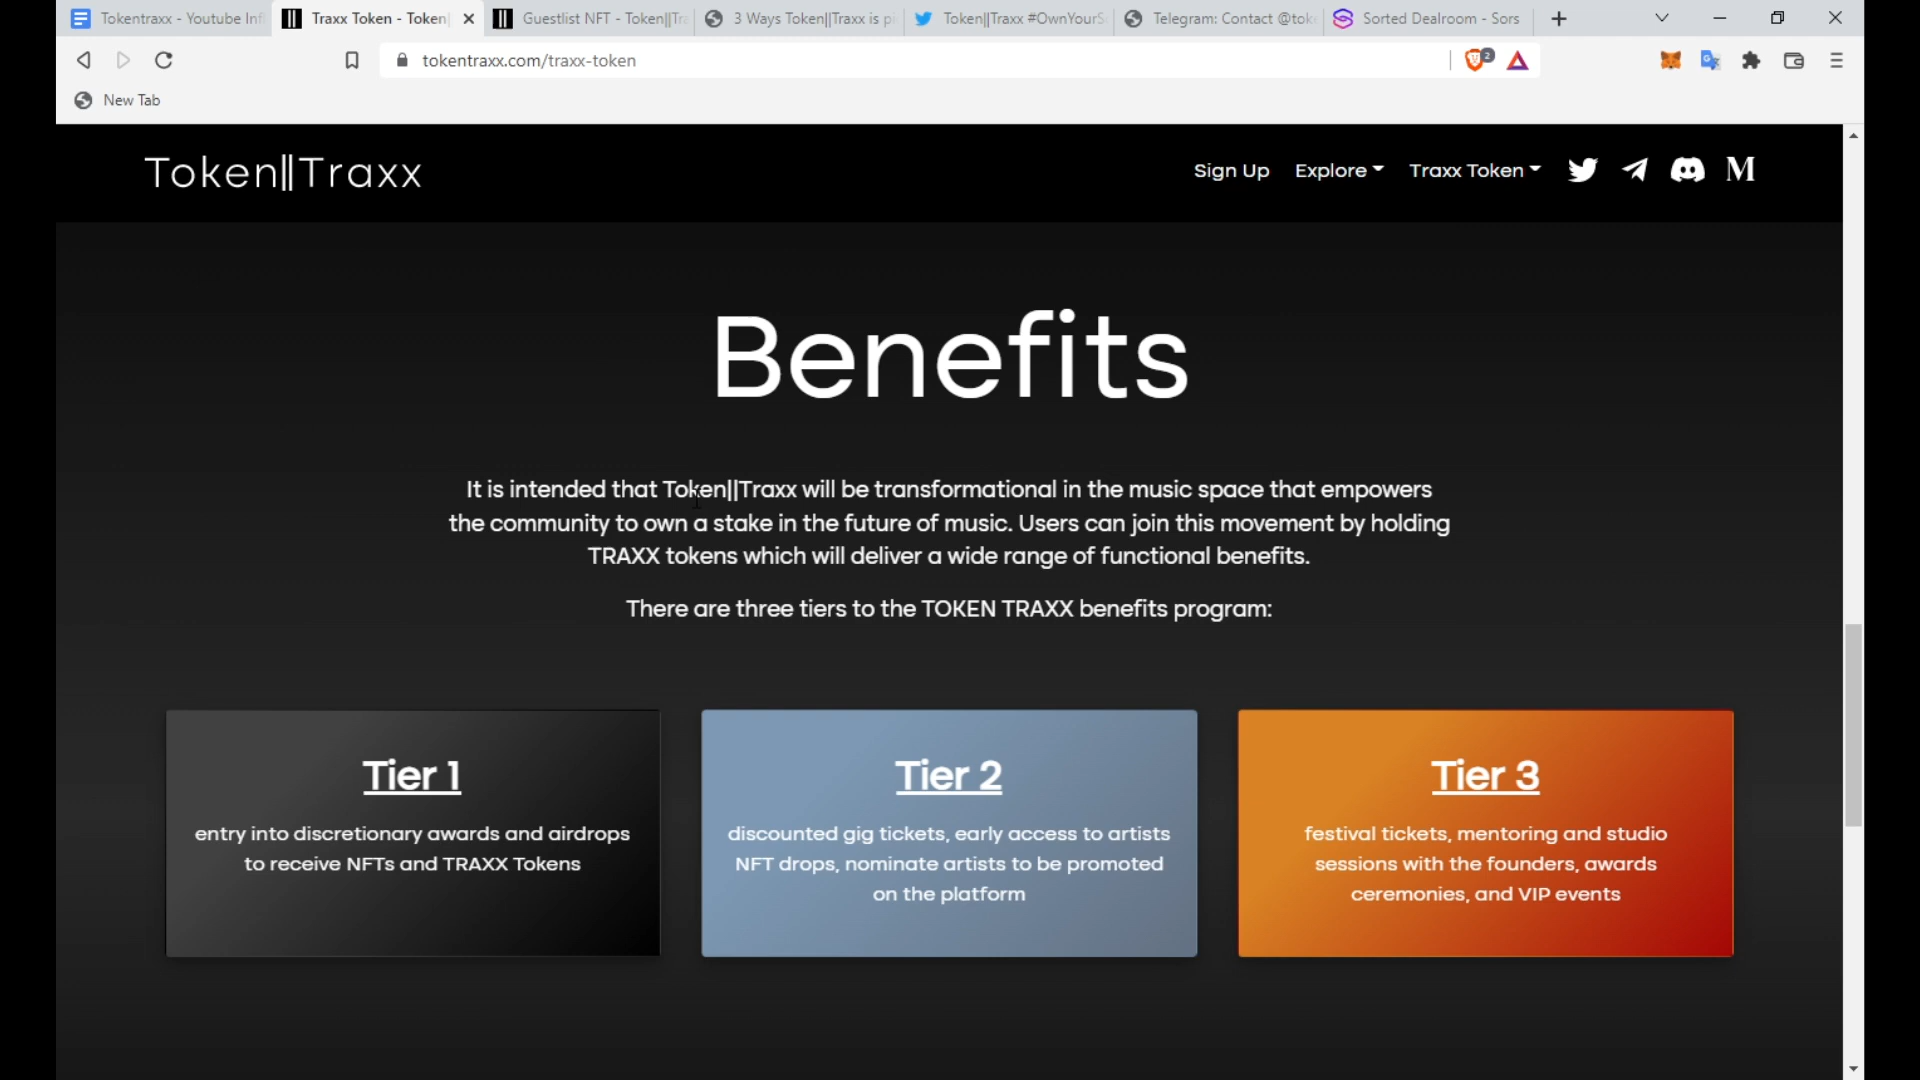 Tokentraxx - Youtube Inf
Traxx Token - Token|
Guestlist NFT - Token||Tra
3 Ways Token||Traxx is pi
Token||Traxx #OwnYourS
Telegram: Contact @tok
Sorted Dealroom - Sors
tokentraxx.com/traxx-token
2
New Tab
Token||Traxx
Sign Up
Explore
Traxx Token
M
Benefits
It is intended that Token||Traxx will be transformational in the music space that empowers
the community to own a stake in the future of music. Users can join this movement by holding
TRAXX tokens which will deliver a wide range of functional benefits.
There are three tiers to the TOKEN TRAXX benefits program:
Tier 1
entry into discretionary awards and airdrops
to receive NFTs and TRAXX Tokens
Tier 2
discounted gig tickets, early access to artists
NFT drops, nominate artists to be promoted
on the platform
Tier 3
festival tickets, mentoring and studio
sessions with the founders, awards
ceremonies, and VIP events